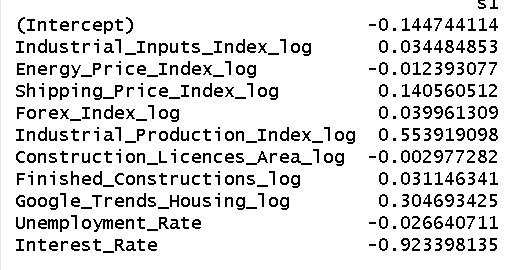 s1
(Intercept) -0.144744114
Industrial_Inputs_Index_log 0.034484853
Energy_Price_Index_log -0.012393077
Shipping_Price_Index_log 0.140560512
Forex_Index_log 0.039961309
Industrial_Production_Index_log 0.553919098
Construction_Licences_Area_log -0.002977282
Finished_Constructions_log 0.031146341
Google_Trends_Housing_log 0.304693425
Unemployment_Rate -0.026640711
Interest_Rate -0.923398135